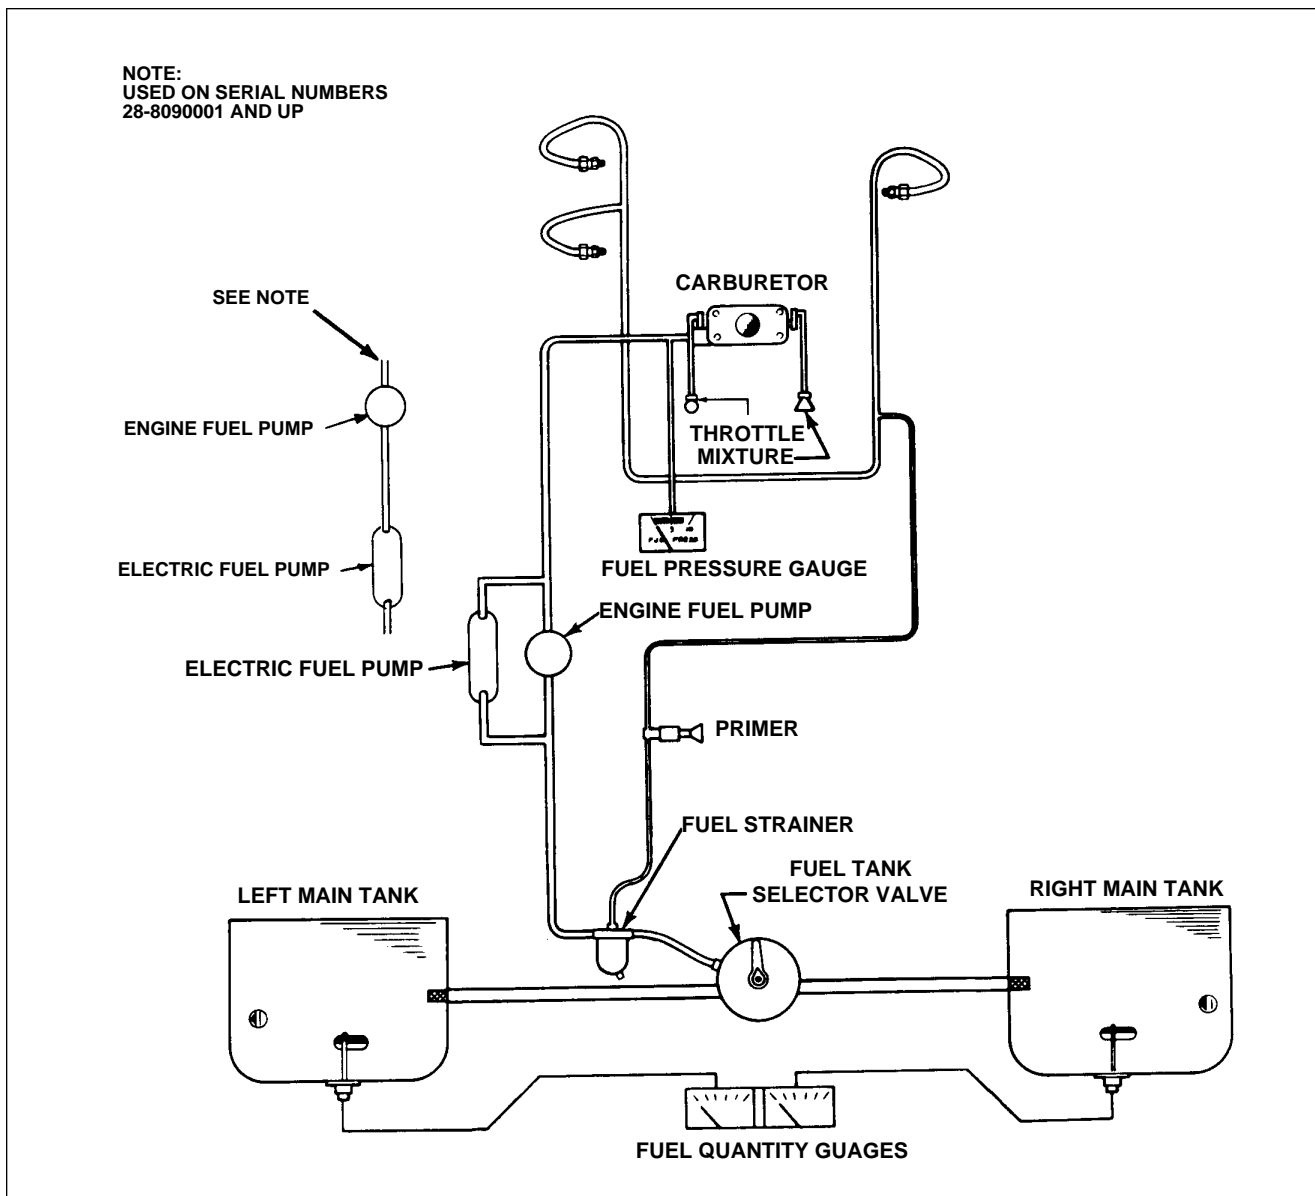 NOTE:
USED ON SERIAL NUMBERS
28-8090001 AND UP
SEE NOTE
ENGINE FUEL PUMP
ELECTRIC FUEL PUMP
CARBURETOR
THROTTLE
MIXTURE
FUEL PRESSURE GAUGE
ENGINE FUEL PUMP
ELECTRIC FUEL PUMP
PRIMER
FUEL STRAINER
FUEL TANK
SELECTOR VALVE
LEFT MAIN TANK
RIGHT MAIN TANK
FUEL QUANTITY GUAGES